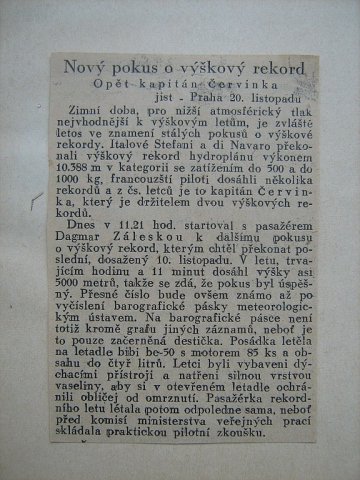 Nový pokus o výškový rekord
Opět kapitán Červinka
jist - Praha 20. listopadu
Zimní doba, pro nižší atmosférický tlak
nejvhodnější k výškovým letům, je zvláště
letos ve znamení stálých pokusů o výškové
rekordy. Italové Stefani a di Navaro překo-
nali výškový rekord hydroplánu výkonem
10.388 m v kategorii se zatížením do 500 a do
1.000 kg, francouzští piloti dosáhli několika
rekordů a z čs. letců je to kapitán Červin-
ka, který je držitelem dvou výškových re-
kordů.
Dnes v 11.21 hod. startoval s pasažérem
Dagmar Záleskou k dalšímu pokusu
o výškový rekord, kterým chtěl překonat po-
slední, dosažený 10. listopadu. V letu, trva-
jícím hodinu a 11 minut dosáhl výšky asi
5000 metrů, takže se zdá, že pokus byl úspěš-
ný. Přesné číslo bude ovšem známo až po
vyčíslení barografické pásky meteorologic-
kým ústavem. Na barografické pásce není
totiž kromě grafu jiných záznamů, neboť je
to pouze začerněná destička. Posádka letěla
na letadle bibi be-50 s motorem 85 ks a ob-
sahu do čtyř litrů. Letci byli vybaveni dý-
chacími přístroji a natřeni silnou vrstvou
vaseliny, aby si v otevřeném letadle ochrá-
nili obličej od omrznutí. Pasažérka rekord-
ního letu létala potom odpoledne sama, neboť
před komisí ministerstva veřejných prací
skládala praktickou pilotní zkoušku.